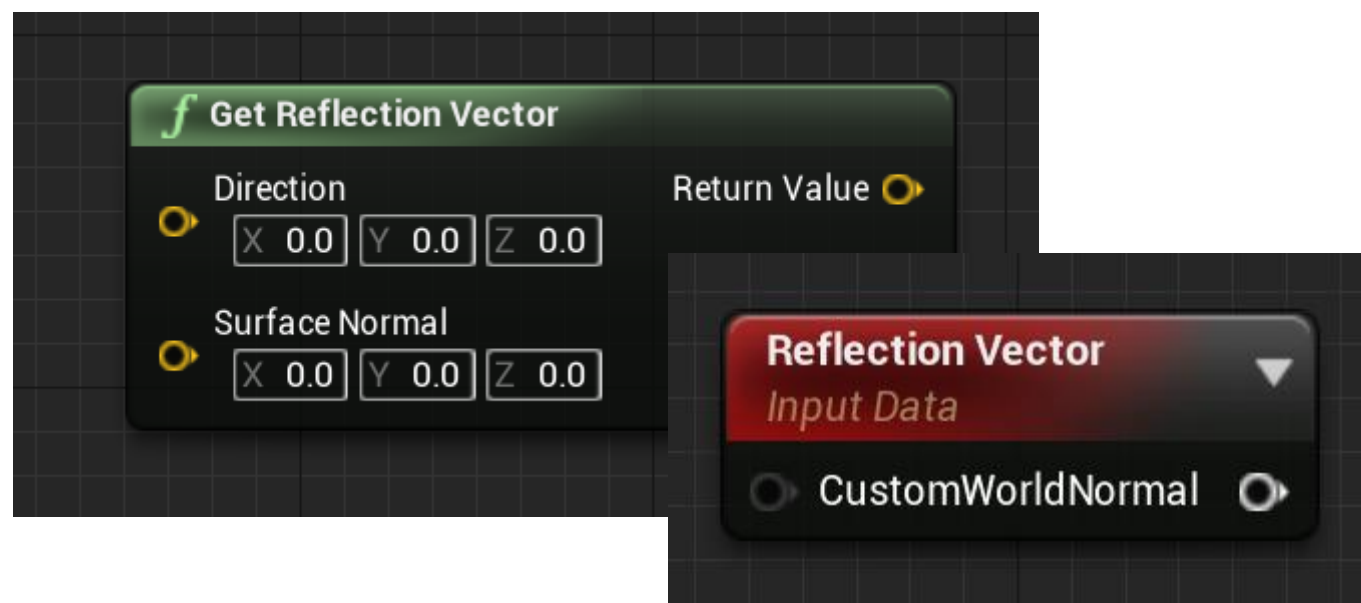 f Get Reflection Vector
Direction
Return Value
X 0.0 Y 0.0 Z 0.0
Surface Normal
X 0.0 Y 0.0 Z 0.0
Reflection Vector
Input Data
CustomWorldNormal